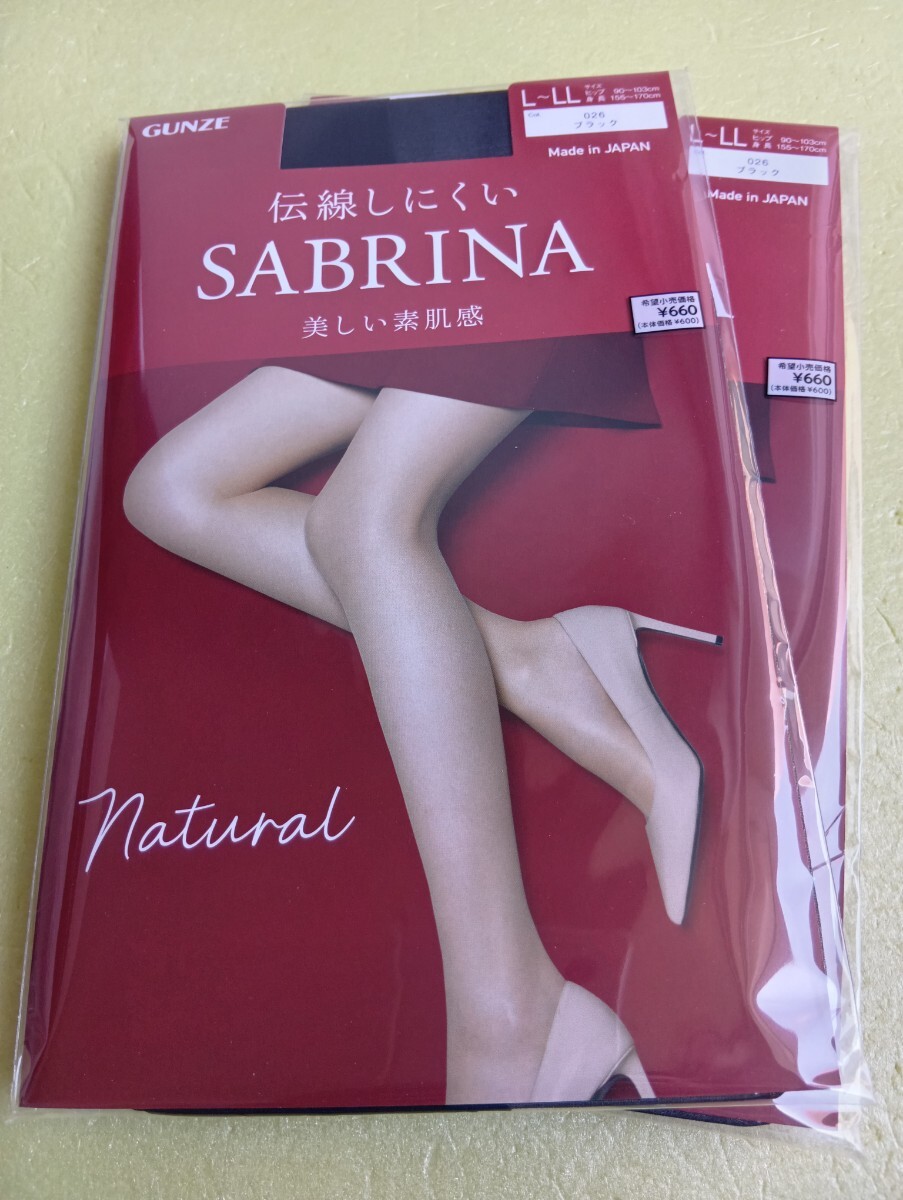 GUNZE
L~LL
サイズ
ヒップ 90~103cm
身長 155~170cm
Col.
026
ブラック
Made in JAPAN
伝線しにくい
SABRINA
美しい素肌感
希望小売価格
¥660
(本体価格 ¥600)
Natural
L~LL
サイズ
ヒップ 90~103cm
身長 155~170cm
026
ブラック
Made in JAPAN
希望小売価格
¥660
(本体価格 ¥600)